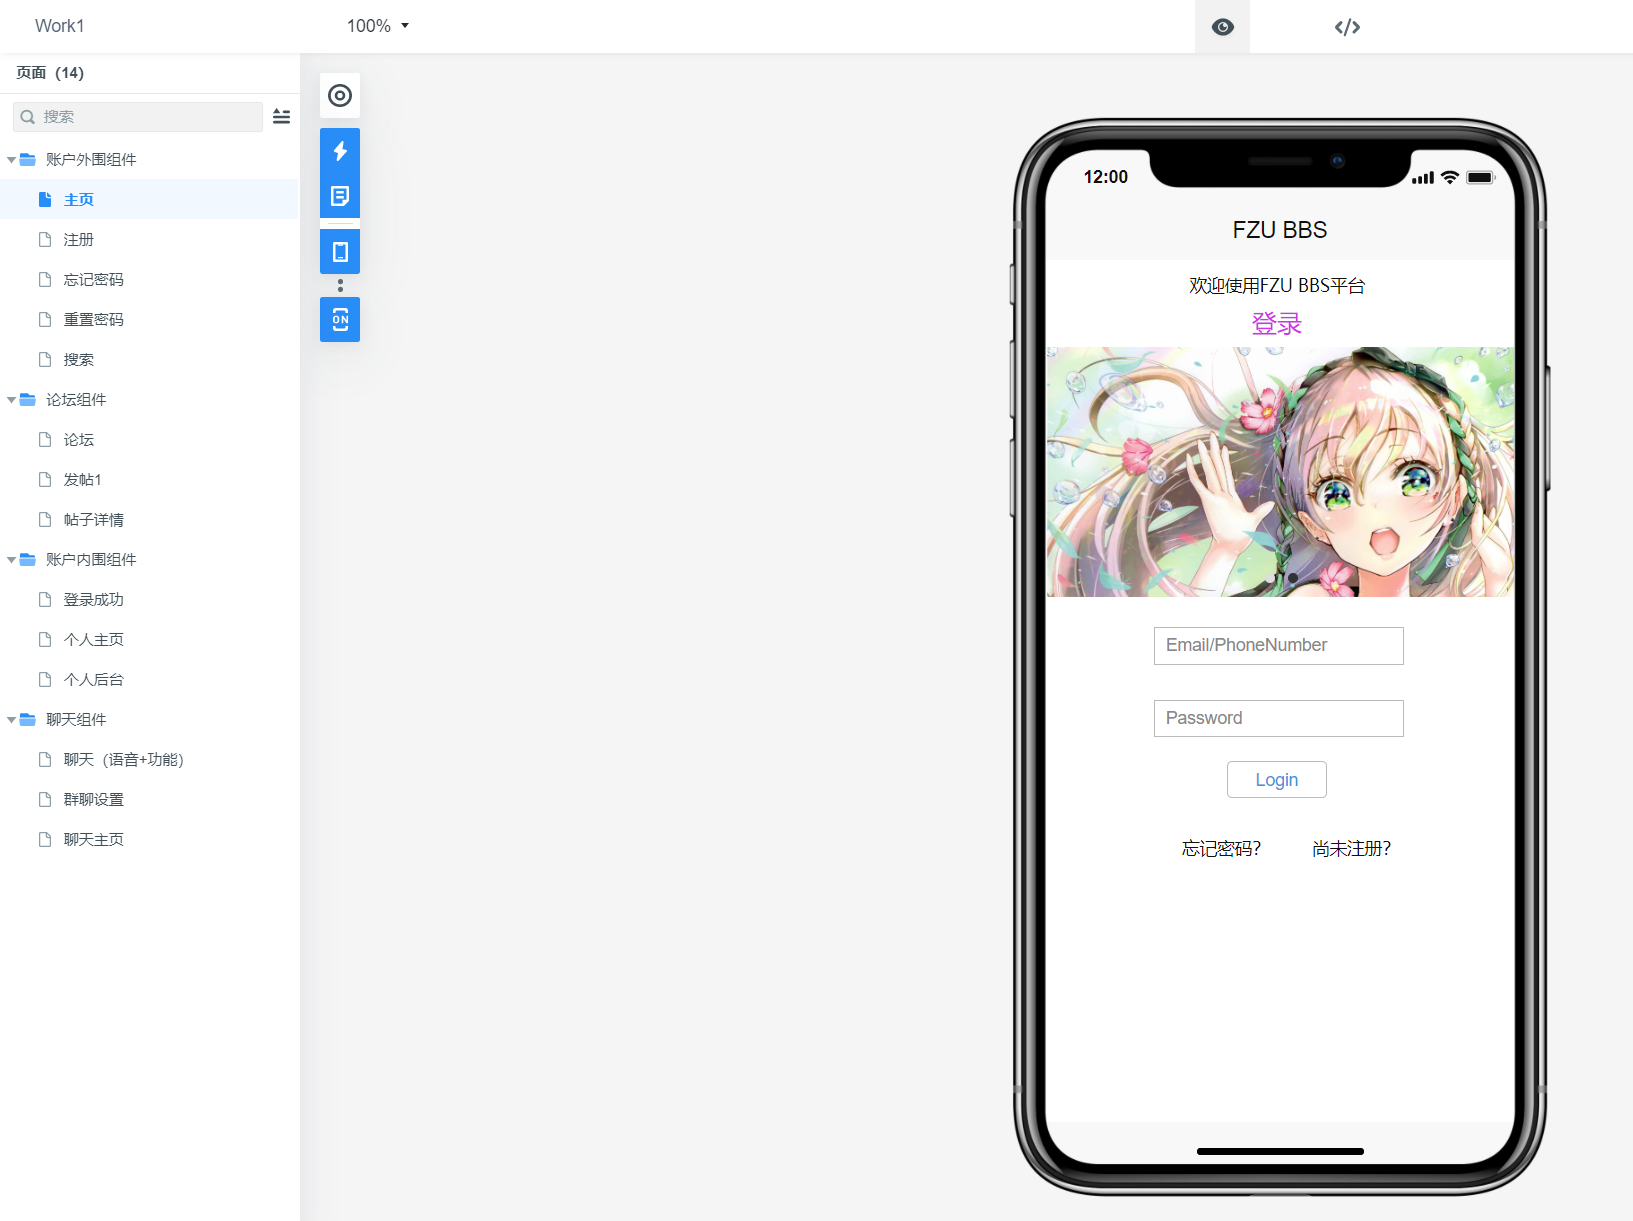 Work1
100%
页面（14）
搜索
账户外围组件
主页
注册
忘记密码
重置密码
搜索
论坛组件
论坛
发帖1
帖子详情
账户内围组件
登录成功
个人主页
个人后台
聊天组件
聊天（语音+功能）
群聊设置
聊天主页
ON
12:00
FZU BBS
欢迎使用FZU BBS平台
登录
Email/PhoneNumber
Password
Login
忘记密码？ 尚未注册？